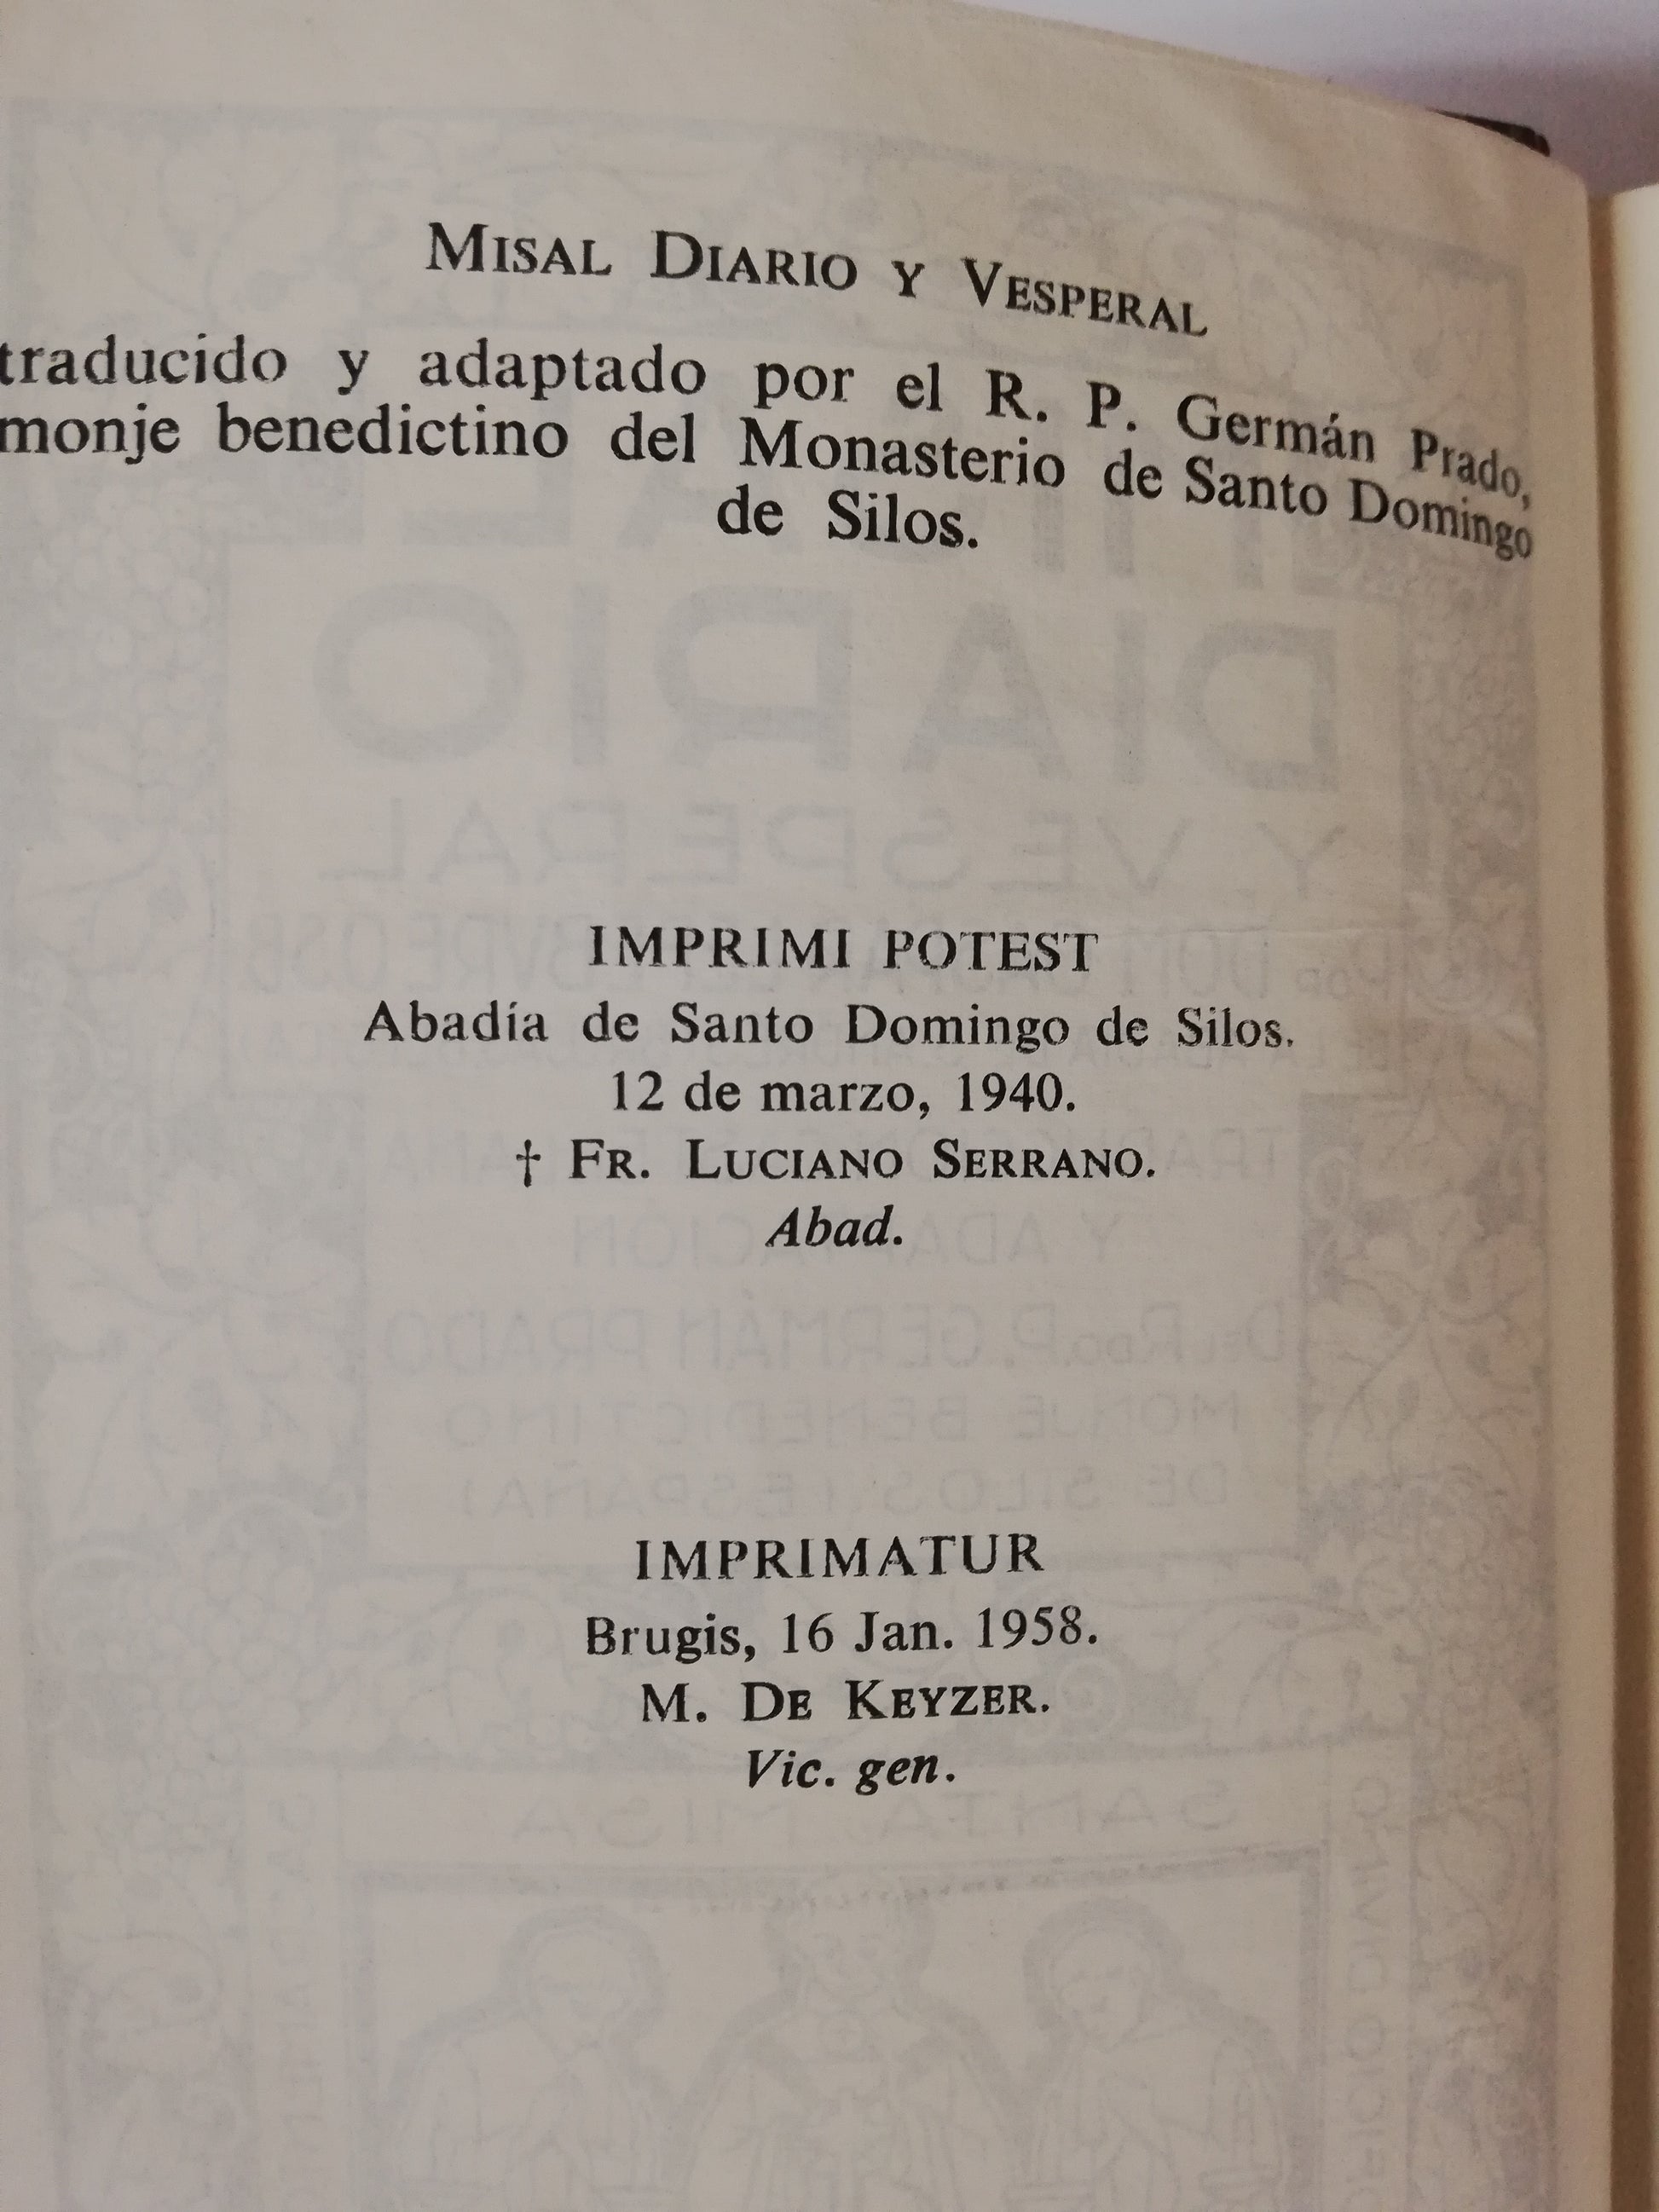 MISAL DIARIO Y VESPERAL
traducido y adaptado por el R. P. Germán Prado,
monje benedictino del Monasterio de Santo Domingo
de Silos.
IMPRIMI POTEST
Abadía de Santo Domingo de Silos.
12 de marzo, 1940.
† FR. LUCIANO SERRANO.
Abad.
IMPRIMATUR
Brugis, 16 Jan. 1958.
M. DE KEYZER.
Vic. gen.